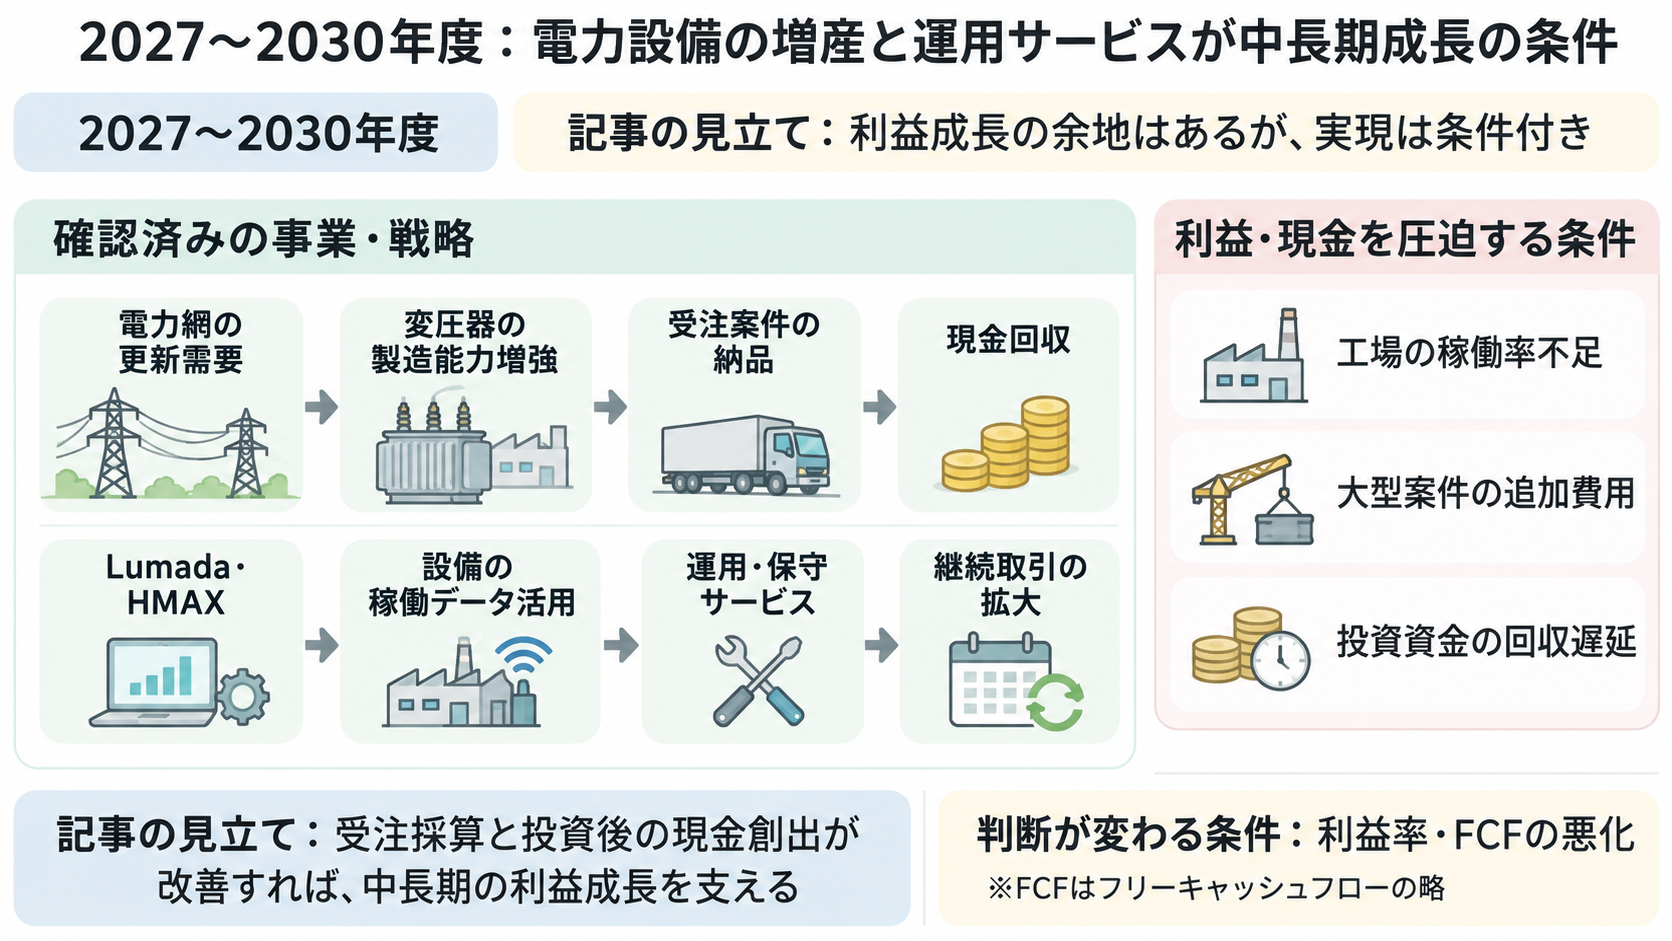 2027～2030年度：電力設備の増産と運用サービスが中長期成長の条件
2027～2030年度
記事の見立て：利益成長の余地はあるが、実現は条件付き
確認済みの事業・戦略
電力網の
更新需要
変圧器の
製造能力増強
受注案件の
納品
現金回収
Lumada・
HMAX
設備の
稼働データ活用
運用・保守
サービス
継続取引の
拡大
利益・現金を圧迫する条件
工場の稼働率不足
大型案件の追加費用
投資資金の回収遅延
記事の見立て：受注採算と投資後の現金創出が
改善すれば、中長期の利益成長を支える
判断が変わる条件：利益率・FCFの悪化
※FCFはフリーキャッシュフローの略